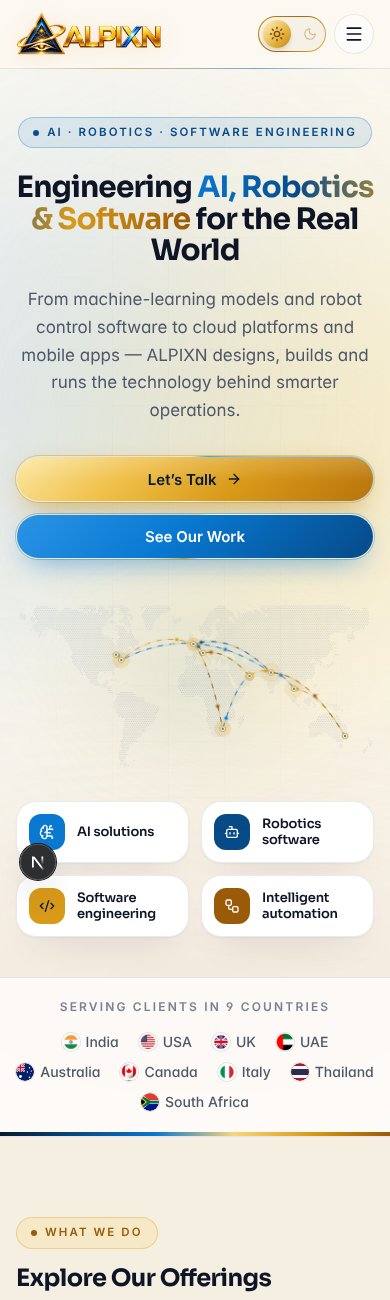 ALPIXN
AI · ROBOTICS · SOFTWARE ENGINEERING
Engineering AI, Robotics
& Software for the Real
World
From machine-learning models and robot
control software to cloud platforms and
mobile apps — ALPIXN designs, builds and
runs the technology behind smarter
operations.
Let's Talk →
See Our Work
AI solutions
Robotics
software
N
Software
engineering
Intelligent
automation
SERVING CLIENTS IN 9 COUNTRIES
India USA UK UAE
Australia Canada Italy Thailand
South Africa
WHAT WE DO
Explore Our Offerings